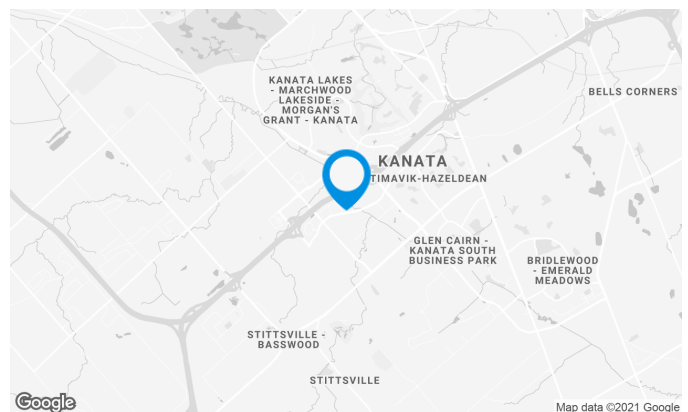 KANATA LAKES
- MARCHWOOD
LAKESIDE -
MORGAN'S
GRANT - KANATA
BELLS CORNERS
KANATA
TIMAVIK-HAZELDEAN
GLEN CAIRN -
KANATA SOUTH
BUSINESS PARK
BRIDLEWOOD
- EMERALD
MEADOWS
STITTSVILLE -
BASSWOOD
STITTSVILLE
Google
Map data ©2021 Google